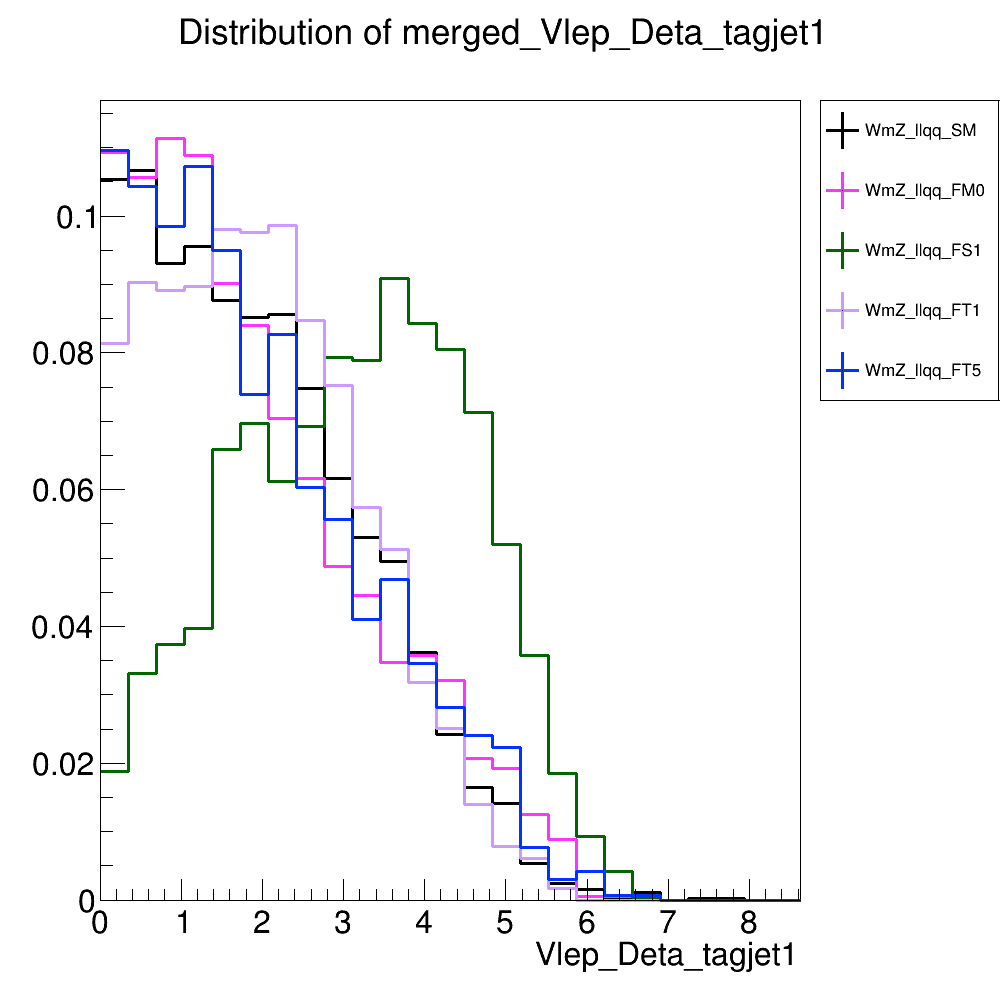 Distribution of merged_Vlep_Deta_tagjet1
WmZ_llqq_SM
WmZ_llqq_FM0
WmZ_llqq_FS1
WmZ_llqq_FT1
WmZ_llqq_FT5
0.1
0.08
0.06
0.04
0.02
0
0 1 2 3 4 5 6 7 8
Vlep_Deta_tagjet1